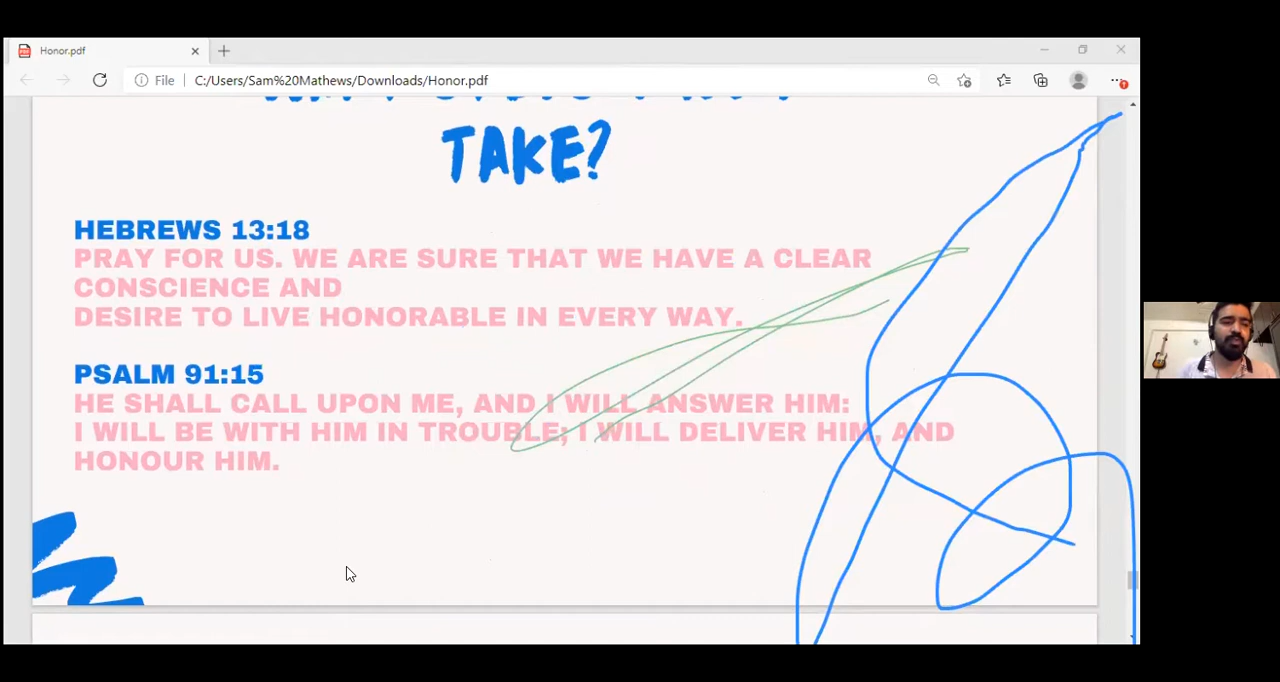 Honor.pdf
File
C:/Users/Sam%20Mathews/Downloads/Honor.pdf
TAKE?
HEBREWS 13:18
PRAY FOR US. WE ARE SURE THAT WE HAVE A CLEAR
CONSCIENCE AND
DESIRE TO LIVE HONORABLE IN EVERY WAY.
PSALM 91:15
HE SHALL CALL UPON ME, AND I WILL ANSWER HIM:
I WILL BE WITH HIM IN TROUBLE; I WILL DELIVER HIM, AND
HONOUR HIM.